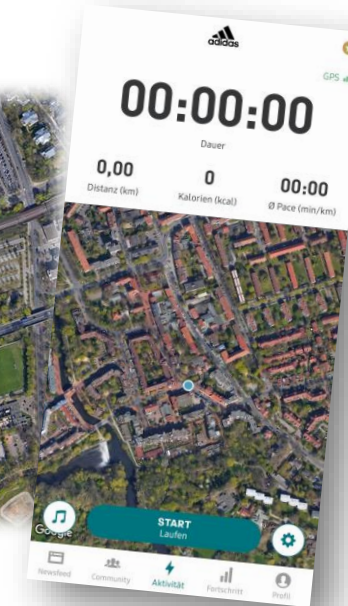 adidas
GPS
00:00:00
Dauer
0,00 0 00:00
Distanz (km) Kalorien (kcal) Ø Pace (min/km)
Google
START
Laufen
Newsfeed Community Aktivität Fortschritt Profil